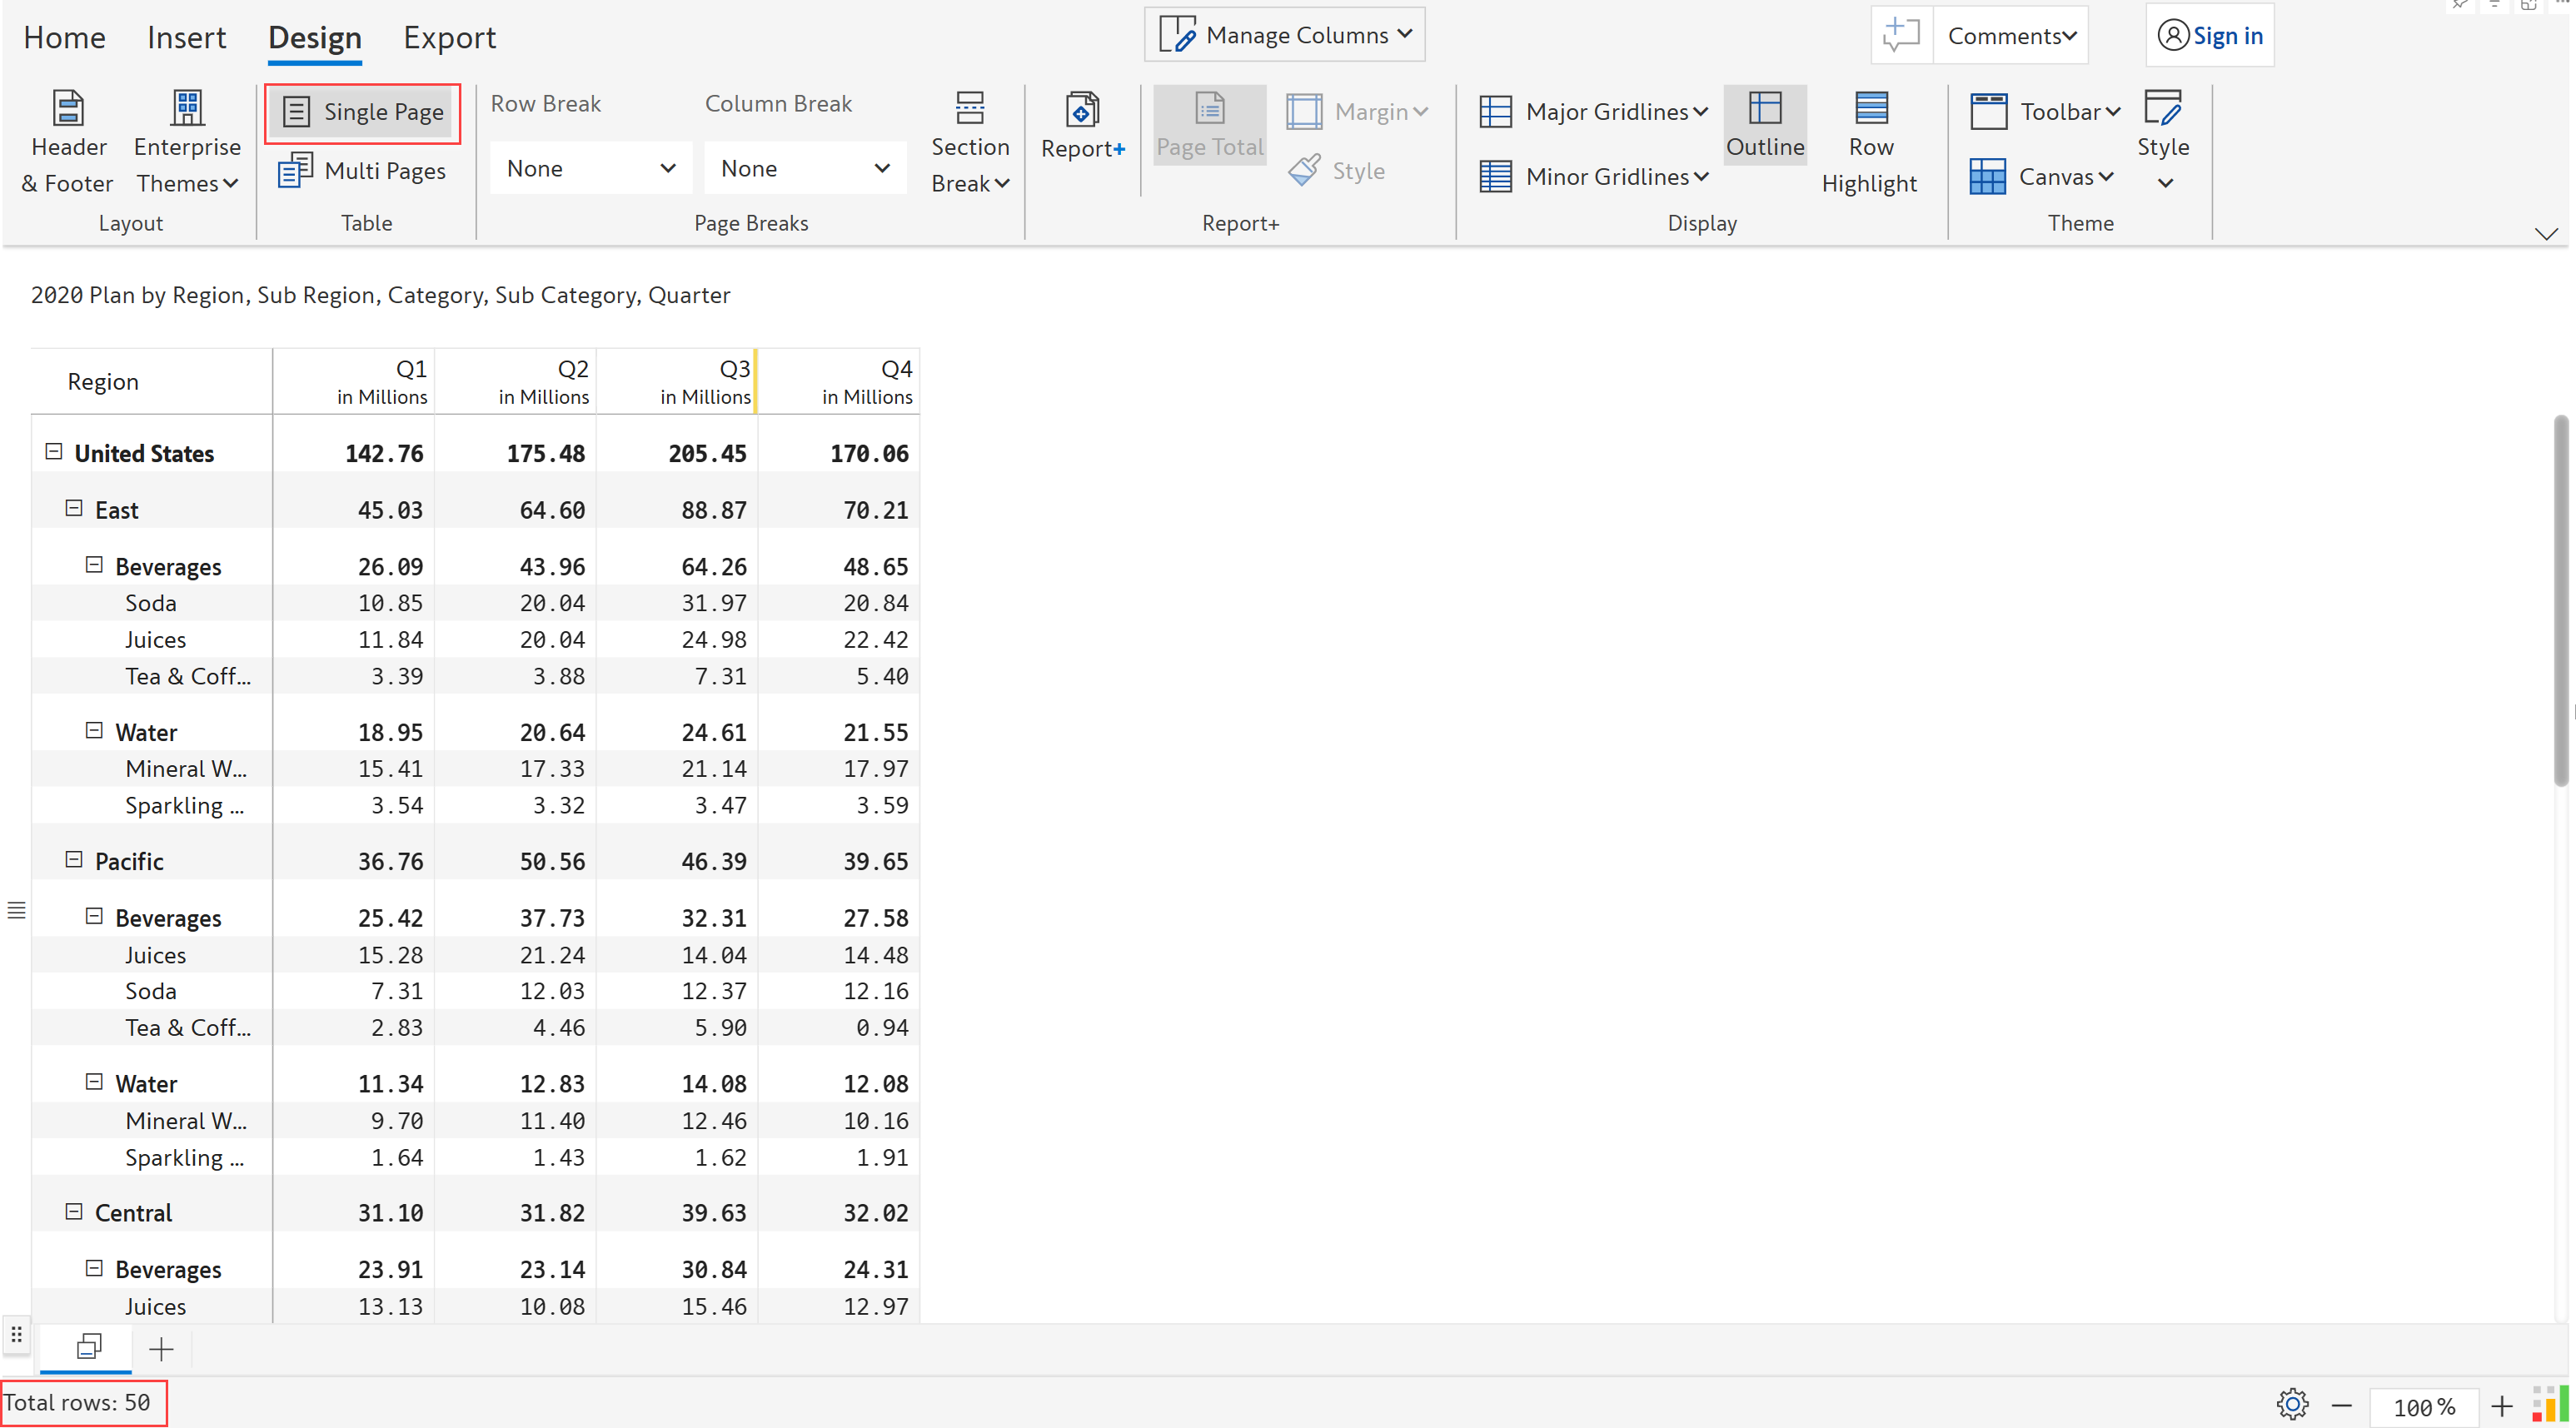 Home Insert Design Export Manage Columns Comments Sign in
Header & Footer Enterprise Themes Layout
Single Page
Multi Pages
Table
Row Break Column Break
None None
Section Break
Page Breaks
Report+ Page Total Margin
Style
Report+
Major Gridlines Outline Row Highlight
Minor Gridlines
Display
Toolbar Style
Canvas
Theme
2020 Plan by Region, Sub Region, Category, Sub Category, Quarter
Region Q1 in Millions Q2 in Millions Q3 in Millions Q4 in Millions
United States 142.76 175.48 205.45 170.06
East 45.03 64.60 88.87 70.21
Beverages 26.09 43.96 64.26 48.65
Soda 10.85 20.04 31.97 20.84
Juices 11.84 20.04 24.98 22.42
Tea & Coff... 3.39 3.88 7.31 5.40
Water 18.95 20.64 24.61 21.55
Mineral W... 15.41 17.33 21.14 17.97
Sparkling ... 3.54 3.32 3.47 3.59
Pacific 36.76 50.56 46.39 39.65
Beverages 25.42 37.73 32.31 27.58
Juices 15.28 21.24 14.04 14.48
Soda 7.31 12.03 12.37 12.16
Tea & Coff... 2.83 4.46 5.90 0.94
Water 11.34 12.83 14.08 12.08
Mineral W... 9.70 11.40 12.46 10.16
Sparkling ... 1.64 1.43 1.62 1.91
Central 31.10 31.82 39.63 32.02
Beverages 23.91 23.14 30.84 24.31
Juices 13.13 10.08 15.46 12.97
Total rows: 50 100 %